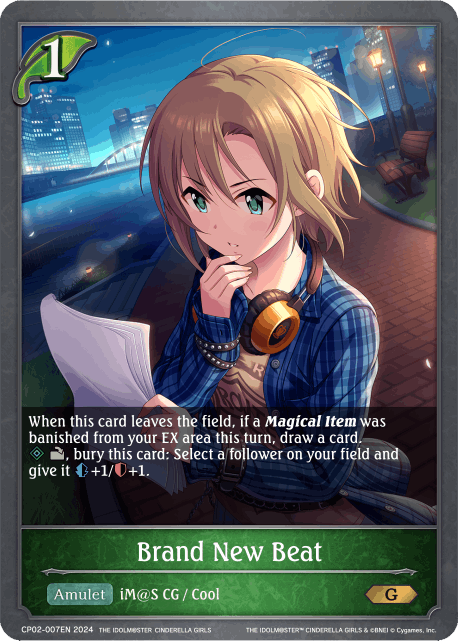 1
When this card leaves the field, if a Magical Item was
banished from your EX area this turn, draw a card.
, bury this card: Select a follower on your field and
give it +1/+1.
Brand New Beat
Amulet iM@S CG / Cool G
CP02-007EN 2024 THE IDOLM@STER CINDERELLA GIRLS THE IDOLM@STER™ CINDERELLA GIRLS & ©BNEI © Cygames, Inc.